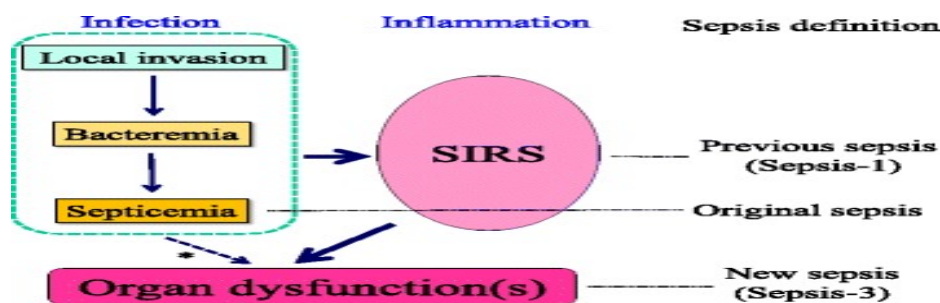 Infection
Inflammation
Sepsis definition
Local invasion
Bacteremia
SIRS
Previous sepsis
(Sepsis-1)
Septicemia
Original sepsis
*
Organ dysfunction(s)
New sepsis
(Sepsis-3)